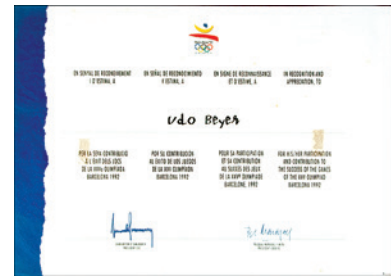 EN SENYAL DE RECONEIXEMENT
I D'ESTIMA, A
EN SEÑAL DE RECONOCIMIENTO
Y ESTIMA, A
EN SIGNE DE RECONNAISSANCE
ET D'ESTIME, A
IN RECOGNITION AND
APPRECIATION, TO
Udo Beyer
PER LA SEVA CONTRIBUCIÓ
A L'ÈXIT DELS JOCS
DE LA XXVa OLIMPÍADA
BARCELONA 1992
POR SU CONTRIBUCIÓN
AL ÉXITO DE LOS JUEGOS
DE LA XXV OLIMPIADA
BARCELONA 1992
POUR SA PARTICIPATION
ET SA CONTRIBUTION
AU SUCCÈS DES JEUX
DE LA XXVe OLYMPIADE
BARCELONE, 1992
FOR HIS/HER PARTICIPATION
AND CONTRIBUTION TO
THE SUCCESS OF THE GAMES
OF THE XXV OLYMPIAD
BARCELONA 1992